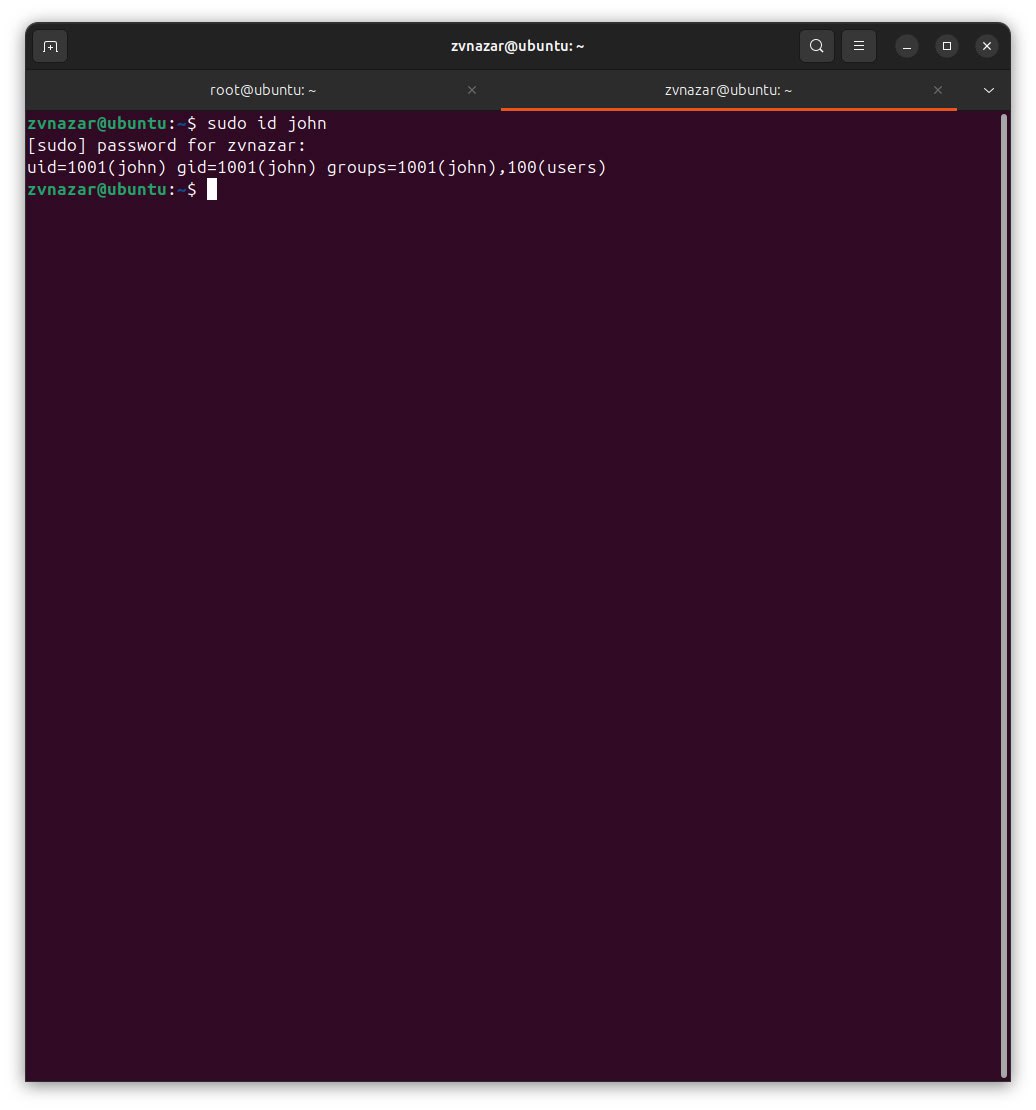 zvnazar@ubuntu: ~
root@ubuntu: ~
zvnazar@ubuntu: ~
zvnazar@ubuntu:~$ sudo id john
[sudo] password for zvnazar:
uid=1001(john) gid=1001(john) groups=1001(john),100(users)
zvnazar@ubuntu:~$